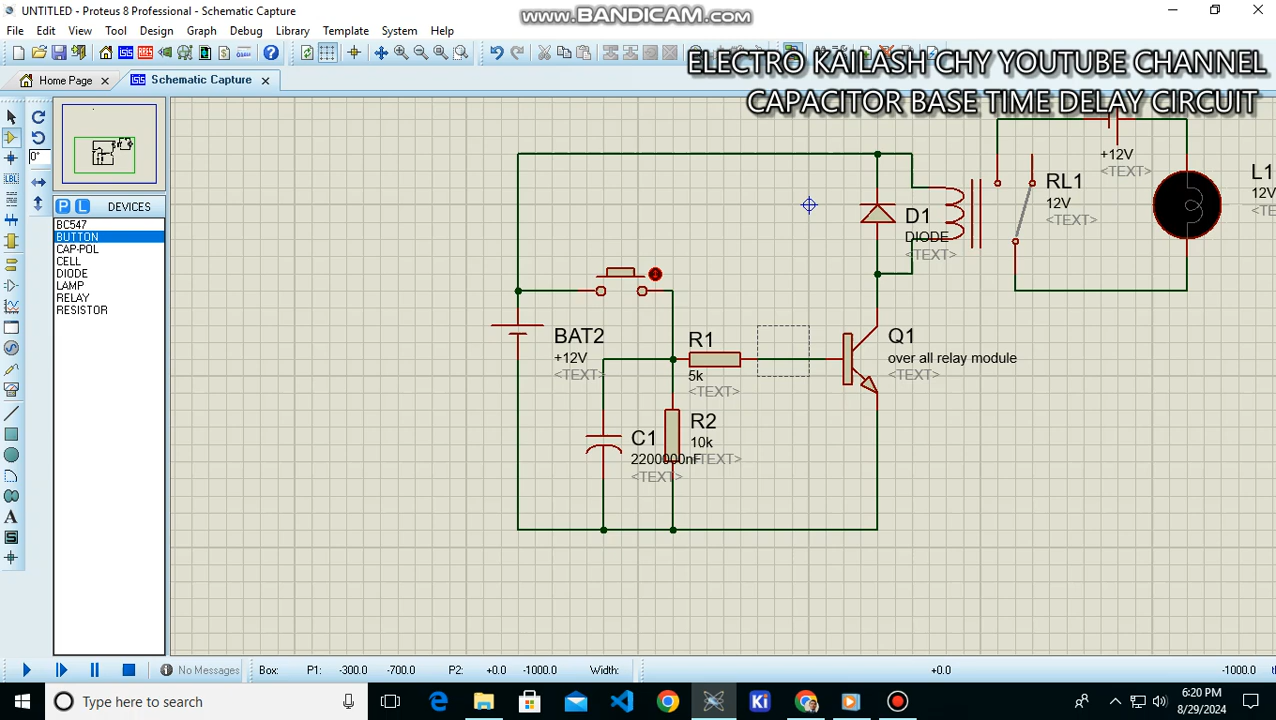 UNTITLED - Proteus 8 Professional - Schematic Capture
www.BANDICAM.com
File Edit View Tool Design Graph Debug Library Template System Help
ELECTRO KAILASH CHY YOUTUBE CHANNEL
CAPACITOR BASE TIME DELAY CIRCUIT
Home Page
Schematic Capture
0°
LBL
P L DEVICES
BC547
BUTTON
CAP-POL
CELL
DIODE
LAMP
RELAY
RESISTOR
A
+12V
<TEXT>
RL1
12V
<TEXT>
L1
12V
D1
DIODE
<TEXT>
BAT2
+12V
<TEXT>
R1
5k
<TEXT>
Q1
over all relay module
<TEXT>
R2
10k
<TEXT>
C1
2200000nF
<TEXT>
No Messages
Box: P1: -300.0 -700.0 P2: +0.0 -1000.0 Width:
+0.0
-1000.0
Type here to search
Ki
6:20 PM
8/29/2024